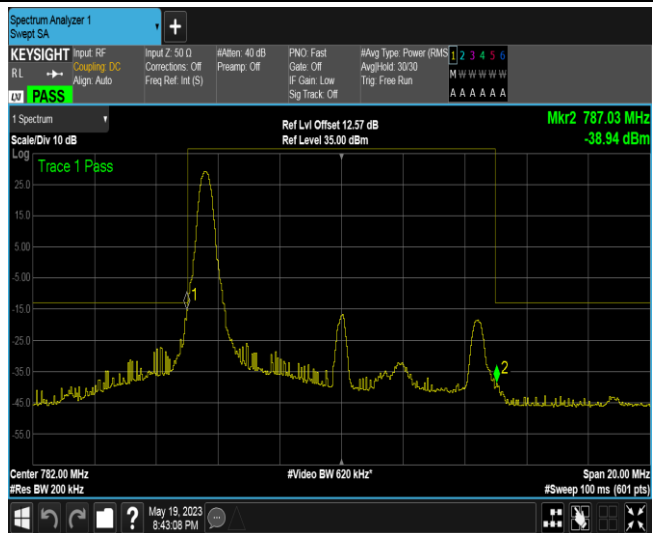 Spectrum Analyzer 1
Swept SA
+
KEYSIGHT
RL
PASS
Input: RF
Coupling: DC
Align: Auto
Input Z: 50 Ω
Corrections: Off
Freq Ref: Int (S)
#Atten: 40 dB
Preamp: Off
PNO: Fast
Gate: Off
IF Gain: Low
Sig Track: Off
#Avg Type: Power (RMS
Avg|Hold: 30/30
Trig: Free Run
1 2 3 4 5 6
M W W W W W
A A A A A A
1 Spectrum
Scale/Div 10 dB
Ref Lvl Offset 12.57 dB
Ref Level 35.00 dBm
Mkr2 787.03 MHz
-38.94 dBm
Log
Trace 1 Pass
25.0
15.0
5.00
-5.00
-15.0
-25.0
-35.0
-45.0
-55.0
1
2
Center 782.00 MHz
#Res BW 200 kHz
#Video BW 620 kHz*
Span 20.00 MHz
#Sweep 100 ms (601 pts)
?
May 19, 2023
8:43:08 PM